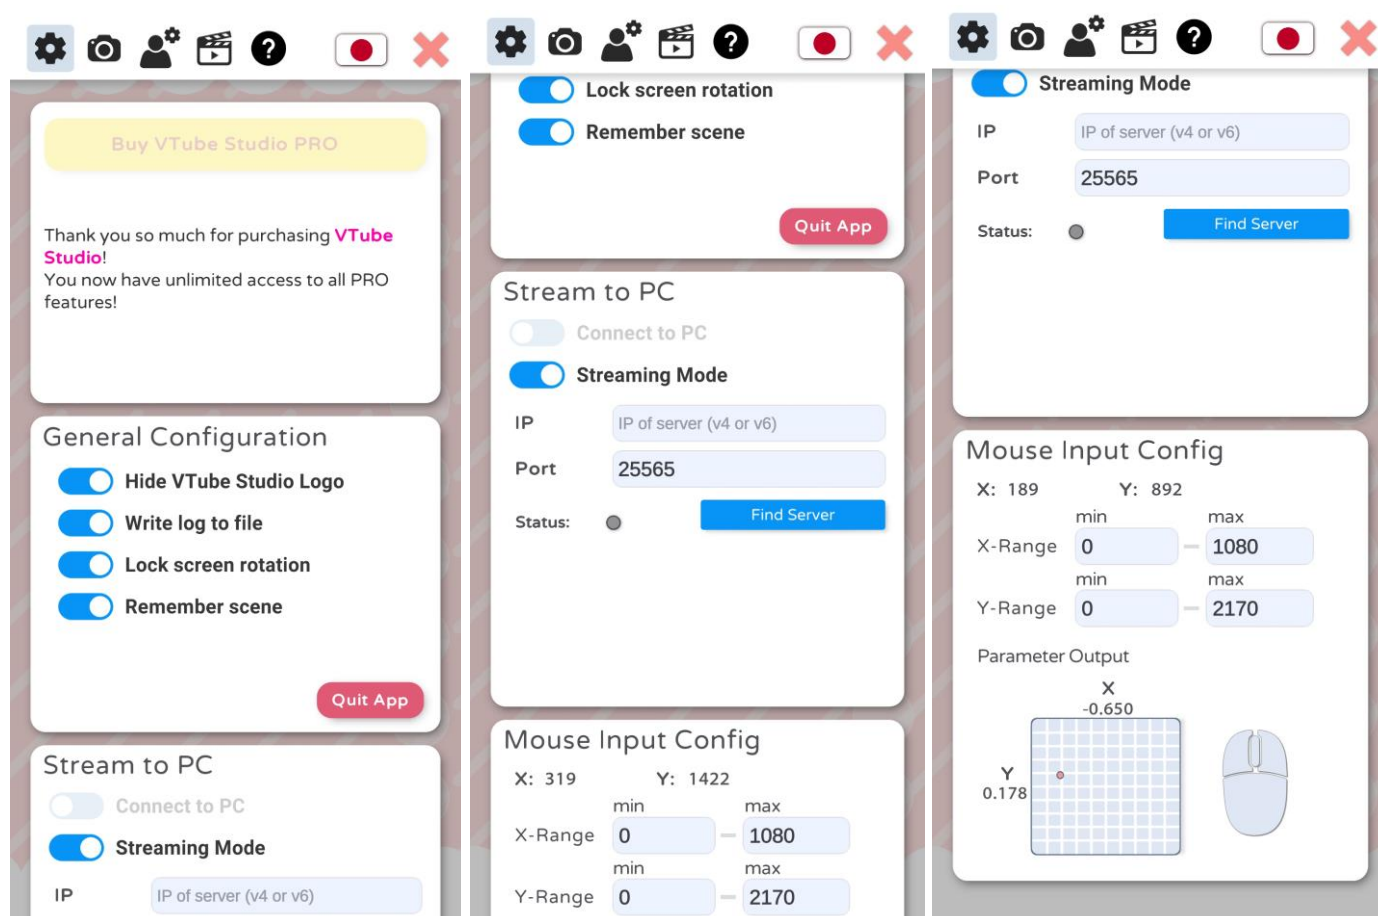 Buy VTube Studio PRO
Thank you so much for purchasing VTube
Studio!
You now have unlimited access to all PRO
features!
General Configuration
Hide VTube Studio Logo
Write log to file
Lock screen rotation
Remember scene
Quit App
Stream to PC
Connect to PC
Streaming Mode
IP IP of server (v4 or v6)
Lock screen rotation
Remember scene
Quit App
Stream to PC
Connect to PC
Streaming Mode
IP IP of server (v4 or v6)
Port 25565
Status: Find Server
Mouse Input Config
X: 319 Y: 1422
min max
X-Range 0 – 1080
min max
Y-Range 0 – 2170
Streaming Mode
IP IP of server (v4 or v6)
Port 25565
Status: Find Server
Mouse Input Config
X: 189 Y: 892
min max
X-Range 0 – 1080
min max
Y-Range 0 – 2170
Parameter Output
X
-0.650
Y
0.178